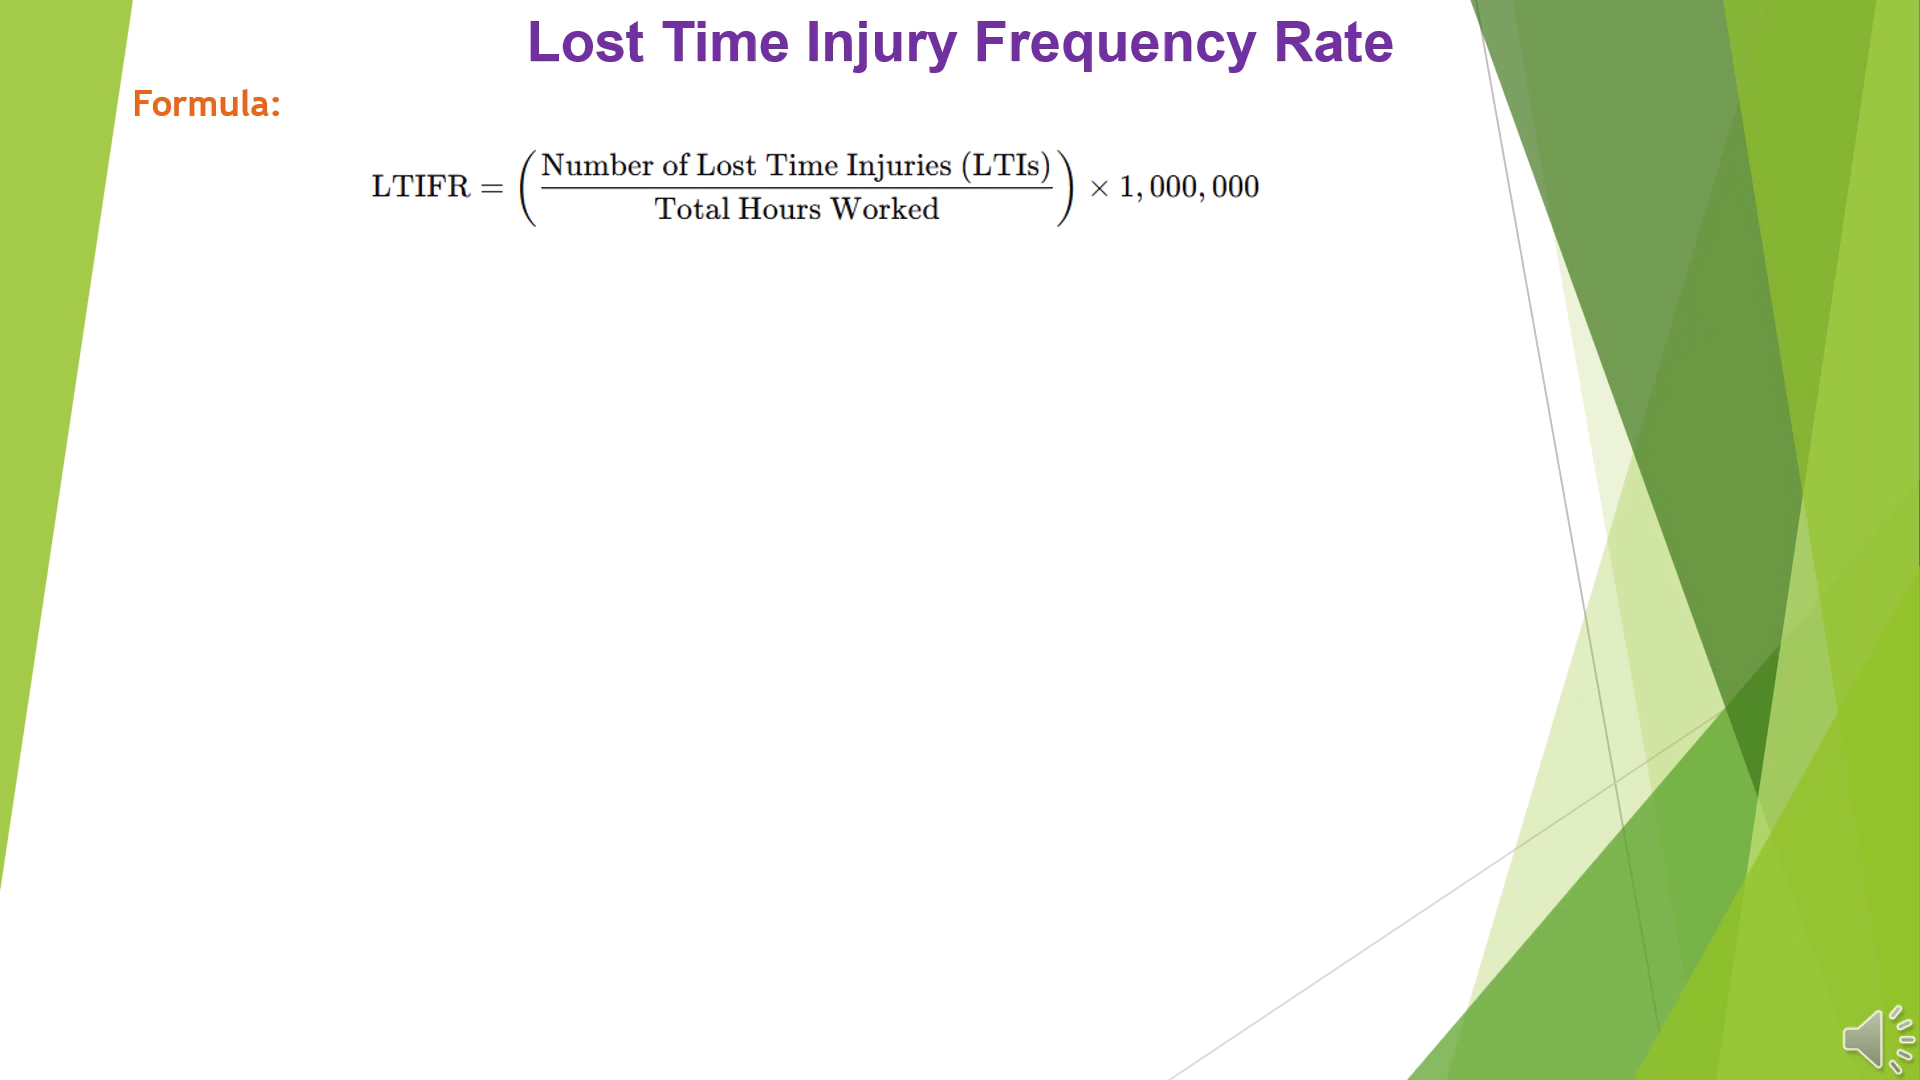 Lost Time Injury Frequency Rate
Formula:
LTIFR = (Number of Lost Time Injuries (LTIs) / Total Hours Worked) × 1,000,000